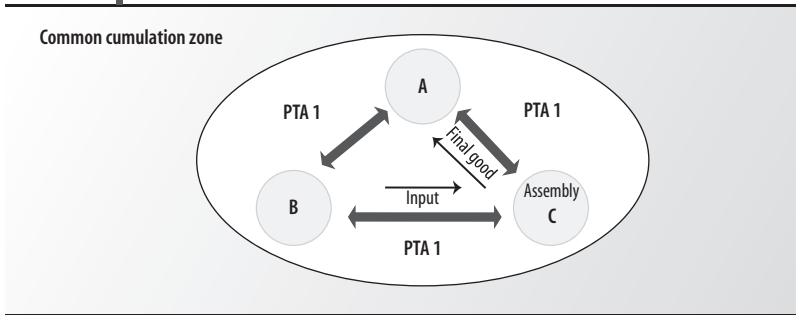 Common cumulation zone
A
PTA 1
PTA 1
Final good
Input
Assembly
B
C
PTA 1